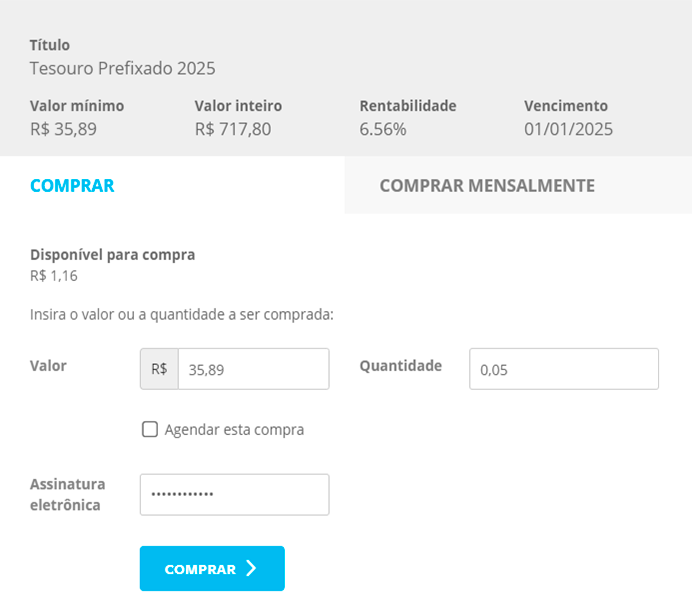 Título
Tesouro Prefixado 2025
Valor mínimo Valor inteiro Rentabilidade Vencimento
R$ 35,89 R$ 717,80 6.56% 01/01/2025
COMPRAR COMPRAR MENSALMENTE
Disponível para compra
R$ 1,16
Insira o valor ou a quantidade a ser comprada:
Valor R$ 35,89 Quantidade 0,05
Agendar esta compra
Assinatura
eletrônica
••••••••••••
COMPRAR